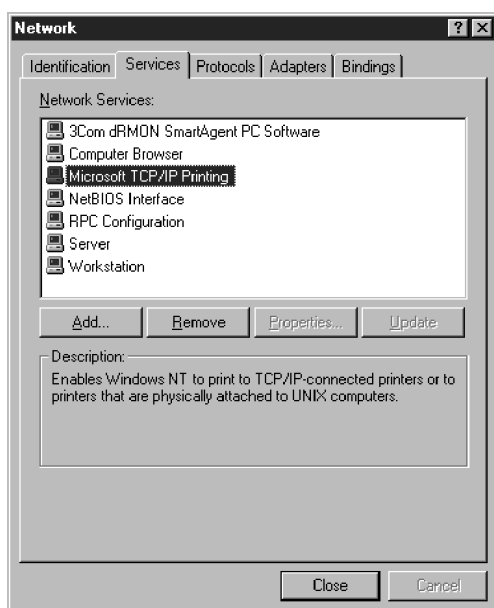 Network
Identification Services Protocols Adapters Bindings
Network Services:
3Com dRMON SmartAgent PC Software
Computer Browser
Microsoft TCP/IP Printing
NetBIOS Interface
RPC Configuration
Server
Workstation
Add... Remove Properties... Update
Description:
Enables Windows NT to print to TCP/IP-connected printers or to
printers that are physically attached to UNIX computers.
Close Cancel